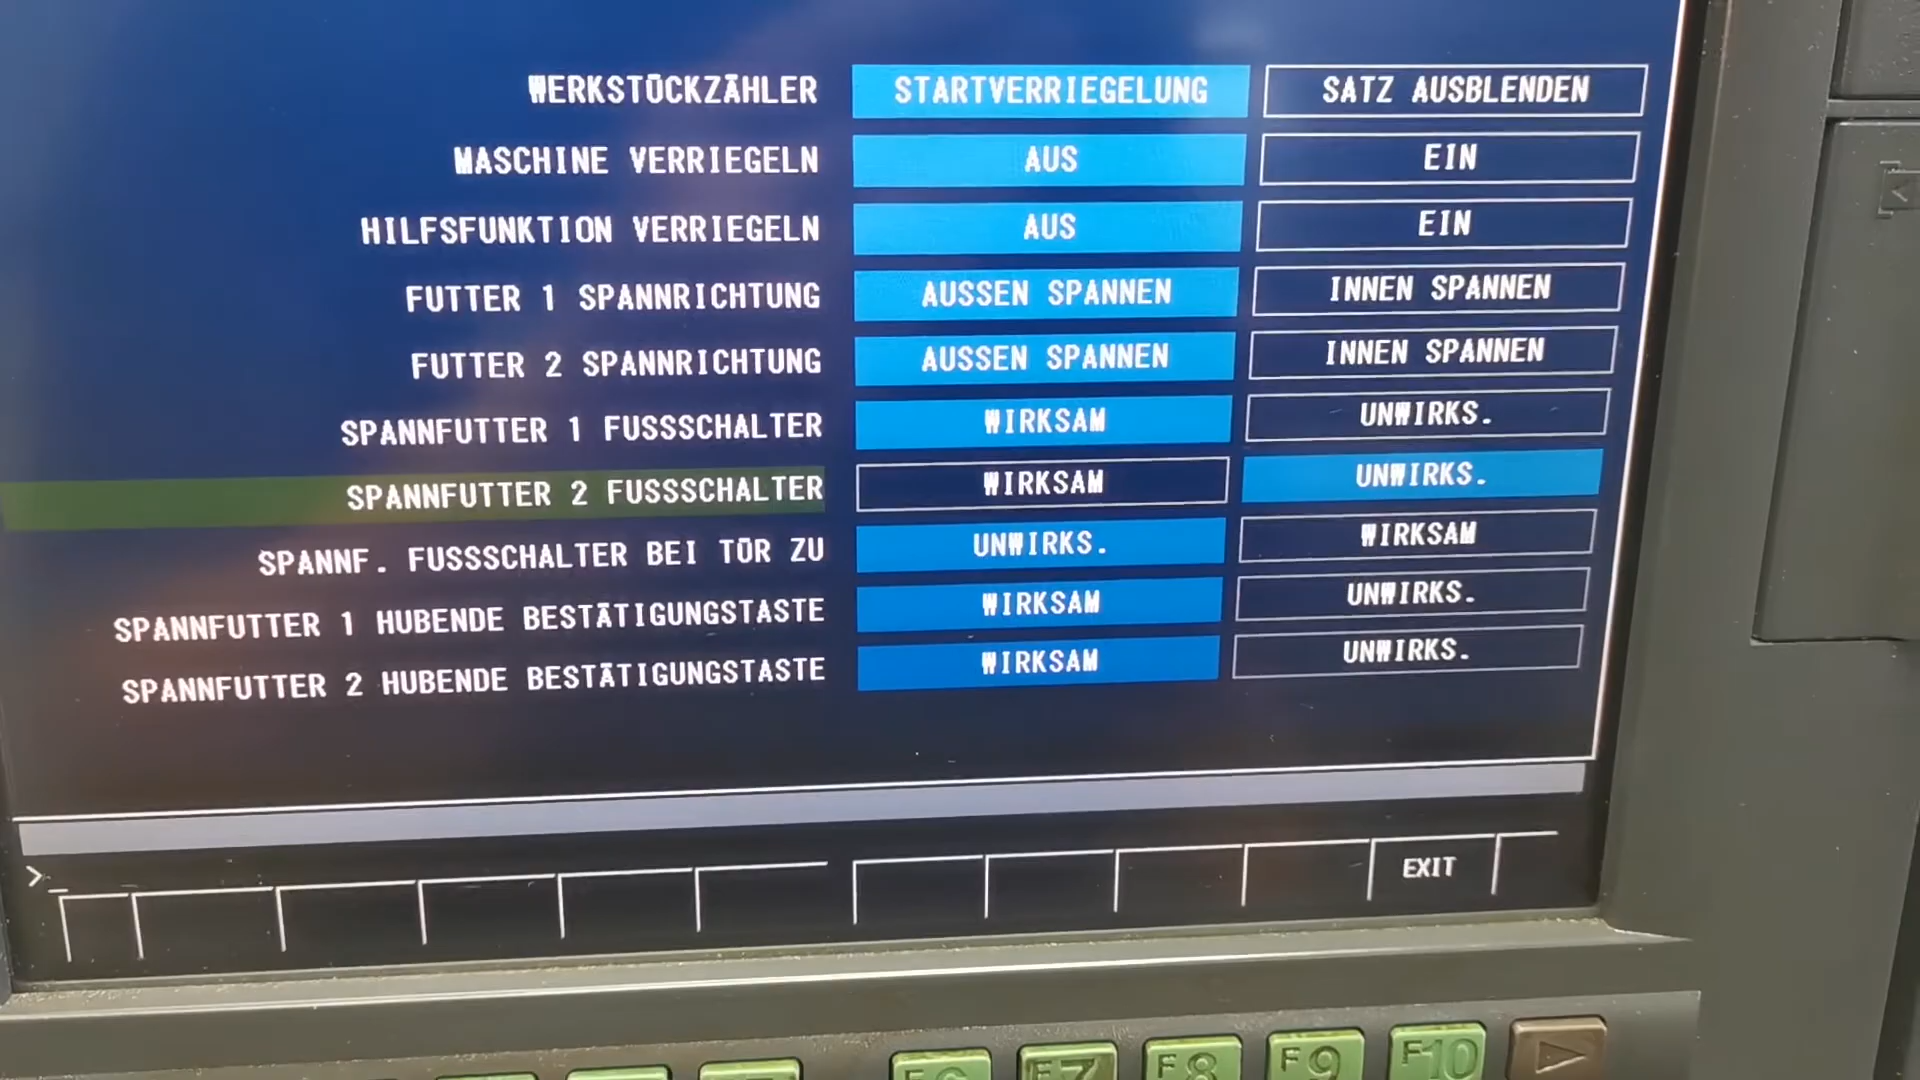 WERKSTÜCKZÄHLER STARTVERRIEGELUNG SATZ AUSBLENDEN
MASCHINE VERRIEGELN AUS EIN
HILFSFUNKTION VERRIEGELN AUS EIN
FUTTER 1 SPANNRICHTUNG AUSSEN SPANNEN INNEN SPANNEN
FUTTER 2 SPANNRICHTUNG AUSSEN SPANNEN INNEN SPANNEN
SPANNFUTTER 1 FUSSSCHALTER WIRKSAM UNWIRKS.
SPANNFUTTER 2 FUSSSCHALTER WIRKSAM UNWIRKS.
SPANNF. FUSSSCHALTER BEI TÜR ZU UNWIRKS. WIRKSAM
SPANNFUTTER 1 HUBENDE BESTÄTIGUNGSTASTE WIRKSAM UNWIRKS.
SPANNFUTTER 2 HUBENDE BESTÄTIGUNGSTASTE WIRKSAM UNWIRKS.
>_
EXIT
F6 F7 F8 F9 F10